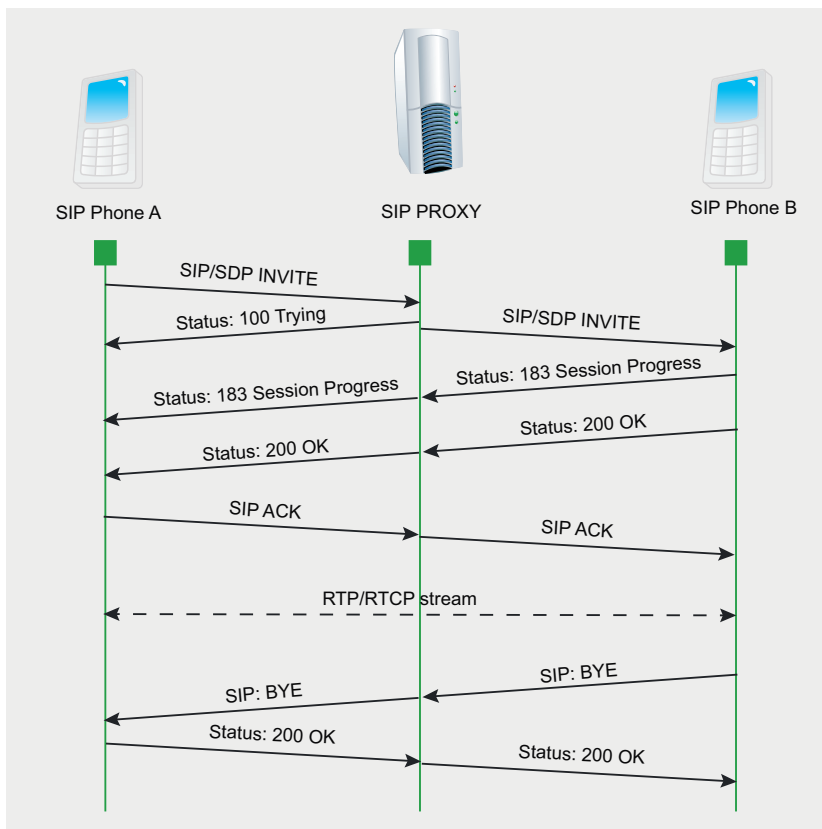 SIP Phone A
SIP PROXY
SIP Phone B
SIP/SDP INVITE
Status: 100 Trying
SIP/SDP INVITE
Status: 183 Session Progress
Status: 183 Session Progress
Status: 200 OK
Status: 200 OK
SIP ACK
SIP ACK
RTP/RTCP stream
SIP: BYE
SIP: BYE
Status: 200 OK
Status: 200 OK